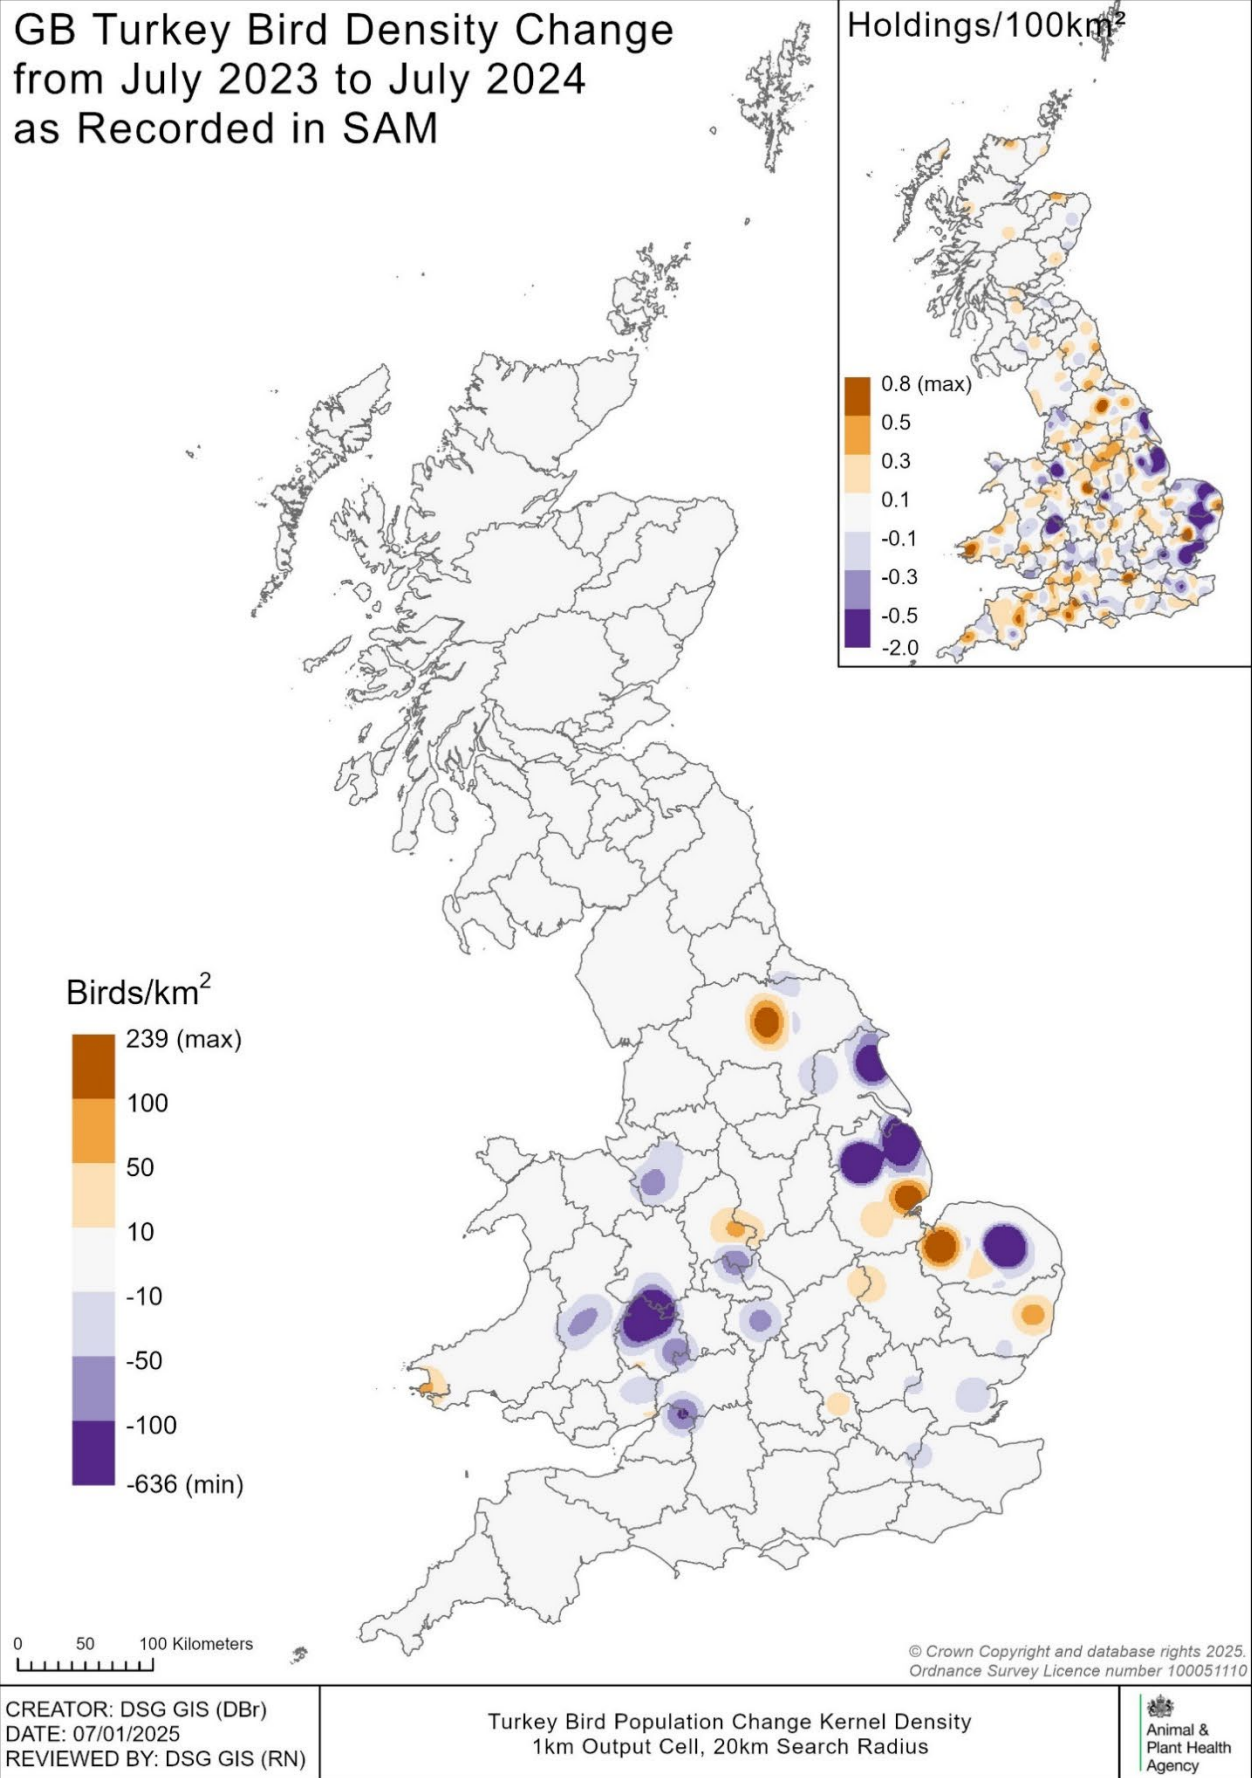 GB Turkey Bird Density Change
from July 2023 to July 2024
as Recorded in SAM
Holdings/100km²
0.8 (max)
0.5
0.3
0.1
-0.1
-0.3
-0.5
-2.0
Birds/km²
239 (max)
100
50
10
-10
-50
-100
-636 (min)
0 50 100 Kilometers
© Crown Copyright and database rights 2025.
Ordnance Survey Licence number 100051110
CREATOR: DSG GIS (DBr)
DATE: 07/01/2025
REVIEWED BY: DSG GIS (RN)
Turkey Bird Population Change Kernel Density
1km Output Cell, 20km Search Radius
Animal &
Plant Health
Agency